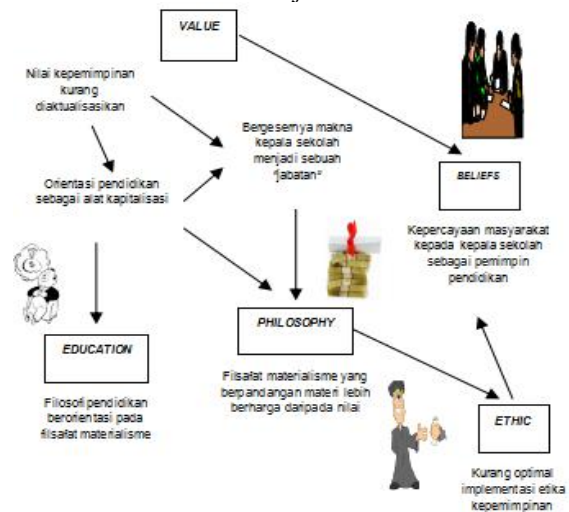 VALUE
Nilai kepemimpinan
kurang
diaktualisasikan
Bergesernya makna
kepala sekolah
menjadi sebuah
"jabatan"
Orientasi pendidikan
sebagai alat kapitalisasi
BELIEFS
Kepercayaan masyarakat
kepada kepala sekolah
sebagai pemimpin
pendidikan
PHILOSOPHY
EDUCATION
Filsafat materialisme yang
berpandangan materi lebih
berharga daripada nilai
Filosofi pendidikan
berorientasi pada
filsafat materialisme
ETHIC
Kurang optimal
implementasi etika
kepemimpinan